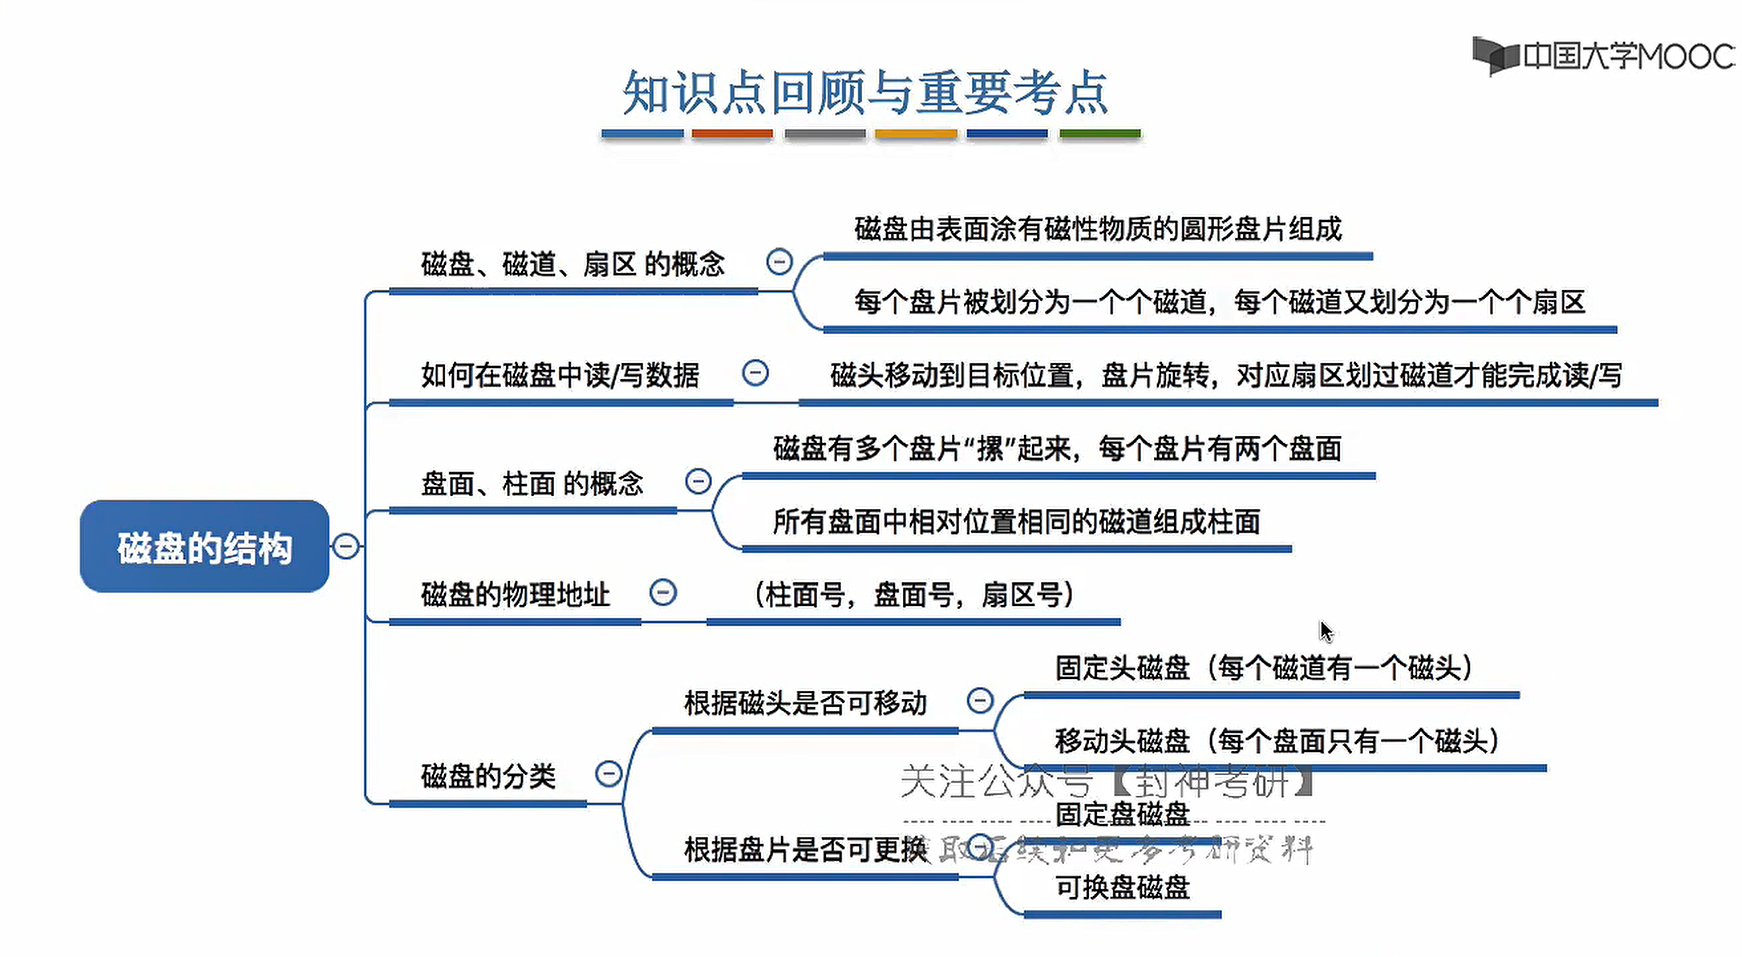 中国大学MOOC
知识点回顾与重要考点
磁盘的结构
磁盘、磁道、扇区 的概念
磁盘由表面涂有磁性物质的圆形盘片组成
每个盘片被划分为一个个磁道，每个磁道又划分为一个个扇区
如何在磁盘中读/写数据
磁头移动到目标位置，盘片旋转，对应扇区划过磁道才能完成读/写
盘面、柱面 的概念
磁盘有多个盘片“摞”起来，每个盘片有两个盘面
所有盘面中相对位置相同的磁道组成柱面
磁盘的物理地址
（柱面号，盘面号，扇区号）
磁盘的分类
根据磁头是否可移动
固定头磁盘（每个磁道有一个磁头）
移动头磁盘（每个盘面只有一个磁头）
根据盘片是否可更换
固定盘磁盘
可换盘磁盘
关注公众号【封神考研】
取后续和更多考研资料